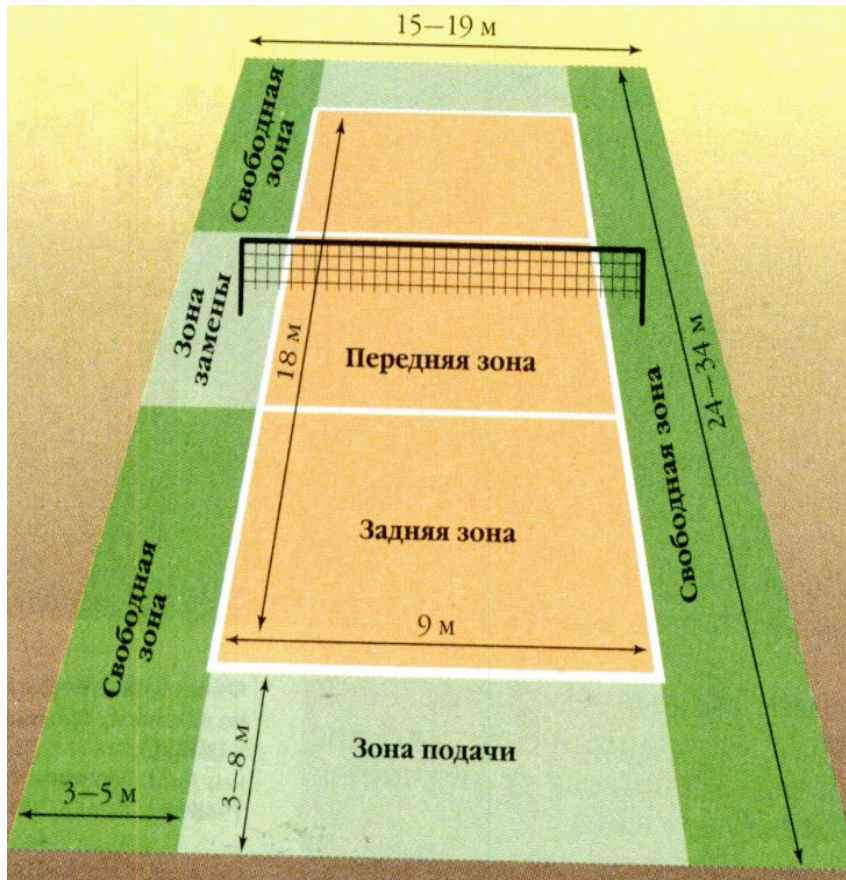 15—19 м
Свободная
зона
Зона
замены
18 м
Передняя зона
24—34 м
Свободная зона
Задняя зона
Свободная
зона
9 м
3—8 м
Зона подачи
3—5 м